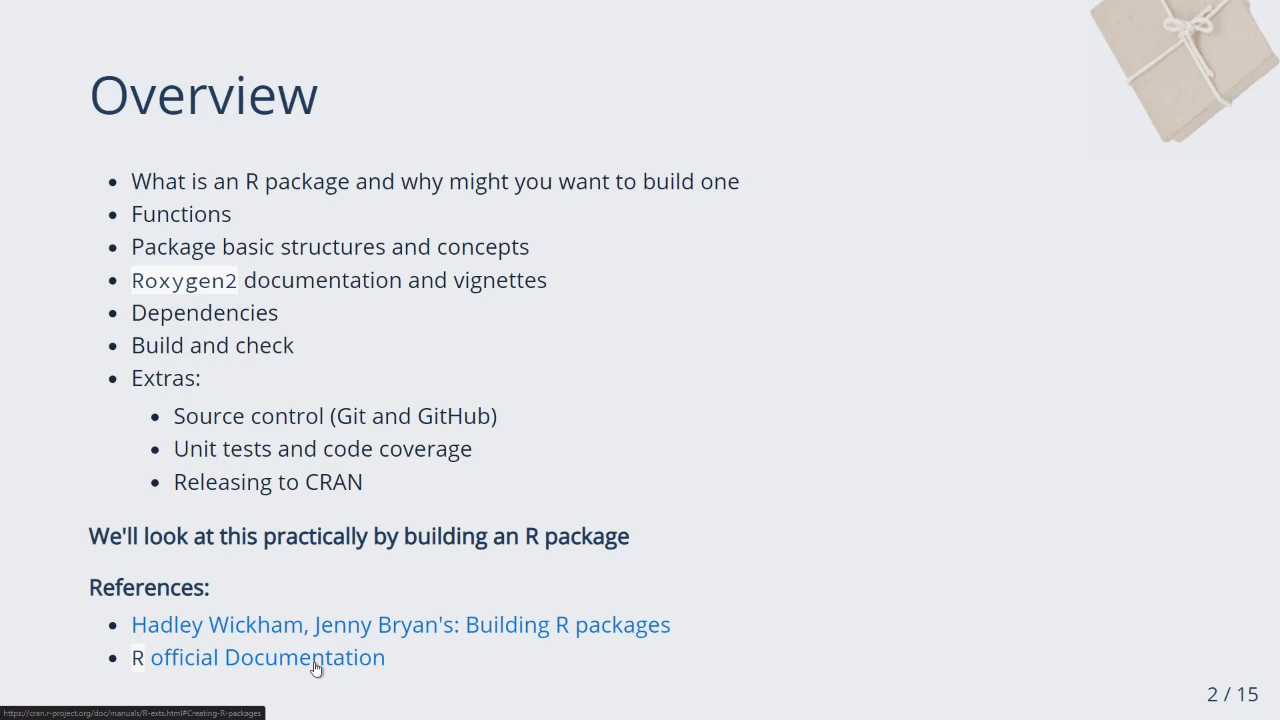 Overview
What is an R package and why might you want to build one
Functions
Package basic structures and concepts
Roxygen2 documentation and vignettes
Dependencies
Build and check
Extras:
Source control (Git and GitHub)
Unit tests and code coverage
Releasing to CRAN
We'll look at this practically by building an R package
References:
Hadley Wickham, Jenny Bryan's: Building R packages
R official Documentation
2 / 15
https://cran.r-project.org/doc/manuals/R-exts.html#Creating-R-packages